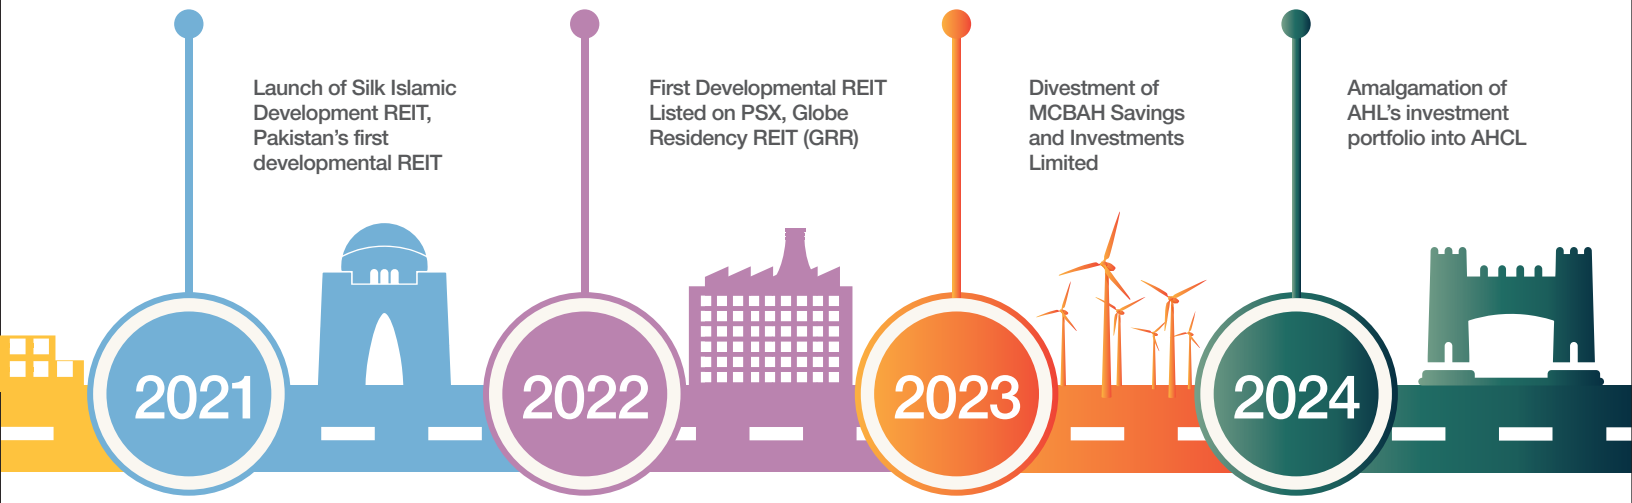 Launch of Silk Islamic
Development REIT,
Pakistan's first
developmental REIT
2021
First Developmental REIT
Listed on PSX, Globe
Residency REIT (GRR)
2022
Divestment of
MCBAH Savings
and Investments
Limited
2023
Amalgamation of
AHL's investment
portfolio into AHCL
2024